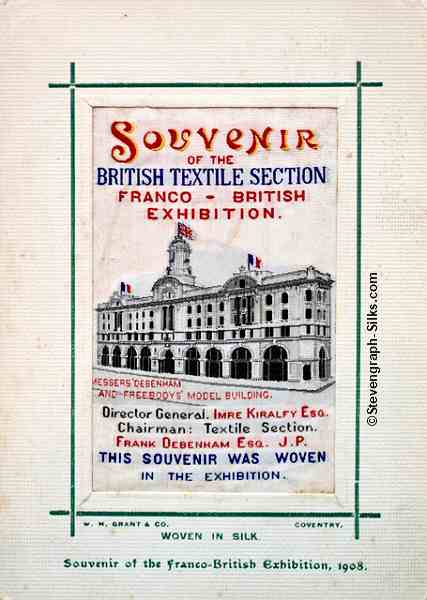 SOUVENIR
OF THE
BRITISH TEXTILE SECTION
FRANCO - BRITISH
EXHIBITION.
MESSERS DEBENHAM
AND FREEBODYS' MODEL BUILDING.
Director General. IMRE KIRALFY ESQ.
Chairman: Textile Section.
FRANK DEBENHAM ESQ. J.P.
THIS SOUVENIR WAS WOVEN
IN THE EXHIBITION.
W. H. GRANT & CO. COVENTRY.
WOVEN IN SILK.
Souvenir of the Franco-British Exhibition, 1908.
©Stevengraph-Silks.com